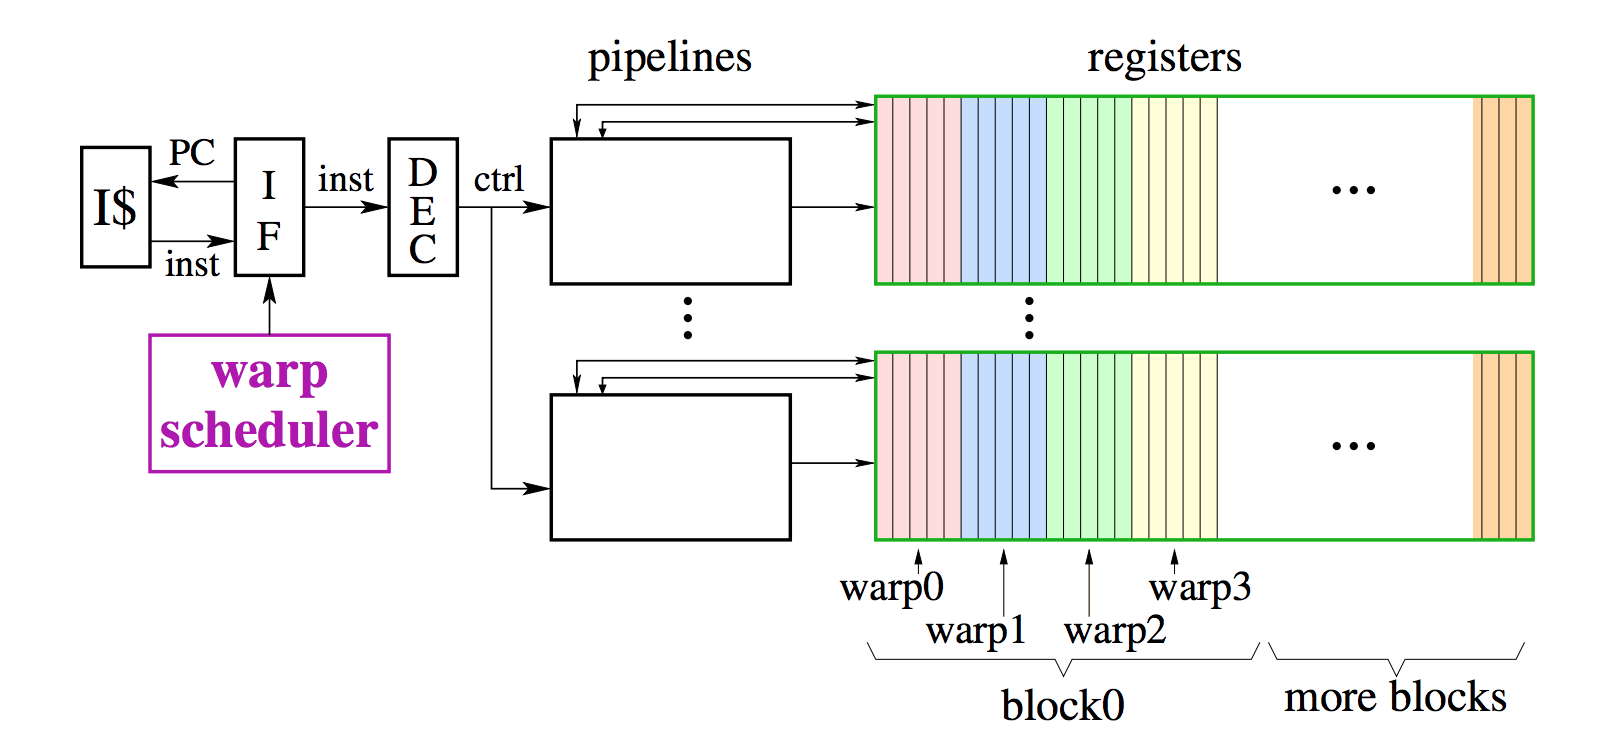 pipelines
registers
PC
I$
inst
I
F
inst
D
E
C
ctrl
...
warp
scheduler
...
warp0
warp1
warp2
warp3
block0
more blocks